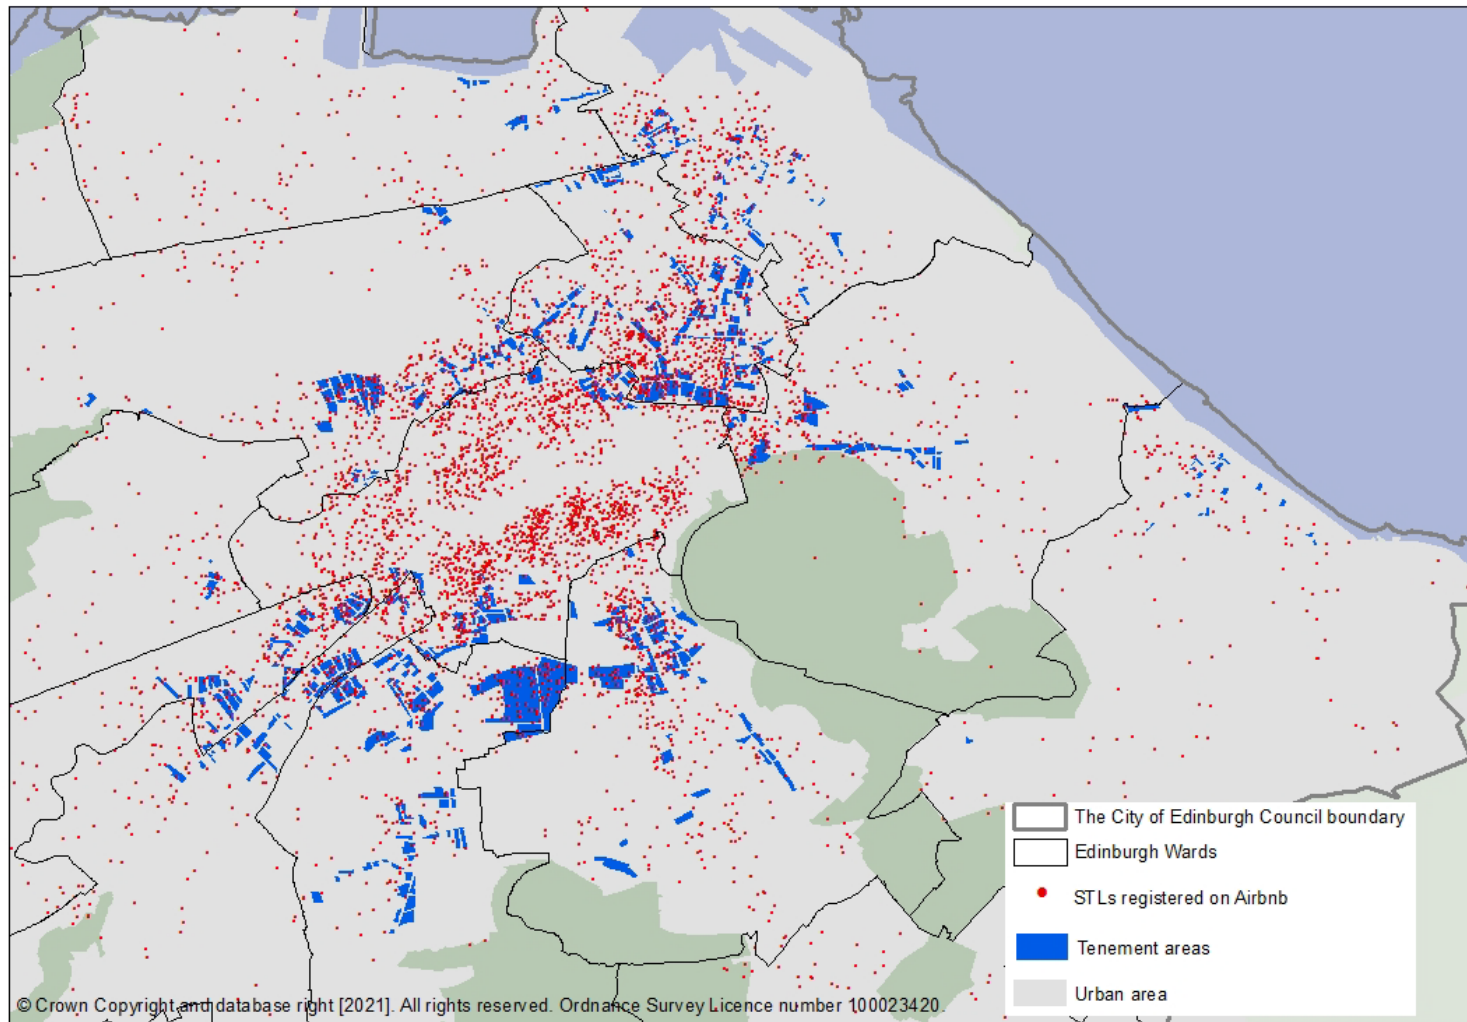 The City of Edinburgh Council boundary
Edinburgh Wards
STLs registered on Airbnb
Tenement areas
Urban area
© Crown Copyright and database right [2021]. All rights reserved. Ordnance Survey Licence number 100023420.